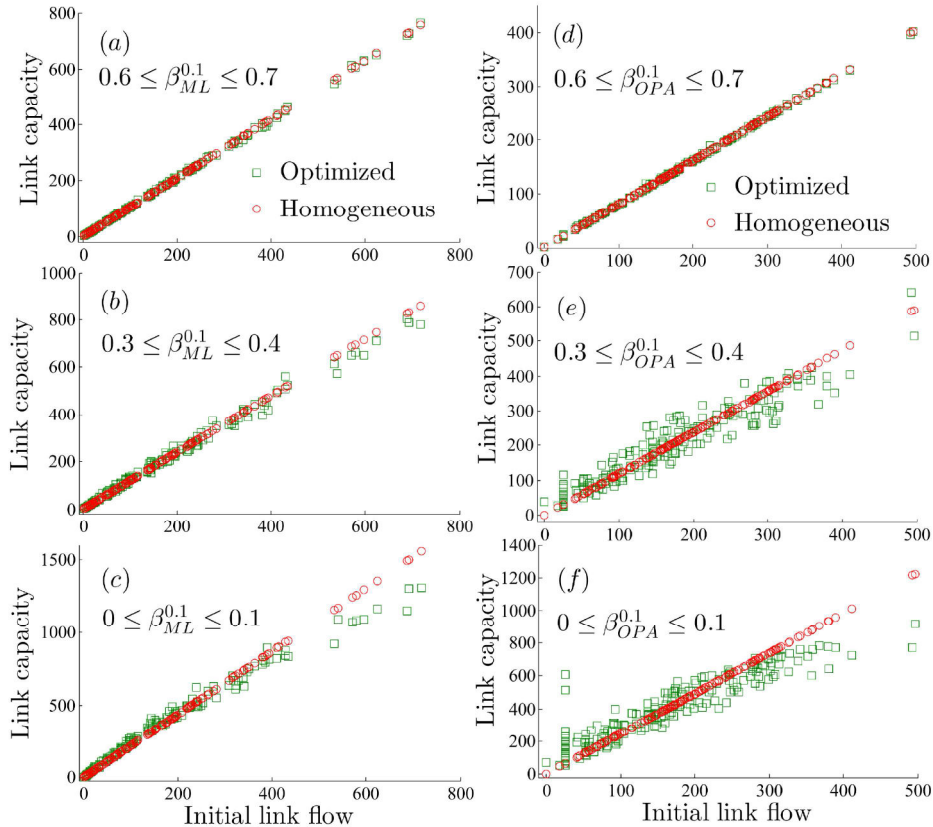 (a)
0.6 ≤ β_{ML}^{0.1} ≤ 0.7
Link capacity
800
600
400
200
0
Optimized
Homogeneous
0 200 400 600 800
(d)
0.6 ≤ β_{OPA}^{0.1} ≤ 0.7
Link capacity
400
300
200
100
0
Optimized
Homogeneous
0 100 200 300 400 500
(b)
0.3 ≤ β_{ML}^{0.1} ≤ 0.4
Link capacity
1000
800
600
400
200
0
0 200 400 600 800
(e)
0.3 ≤ β_{OPA}^{0.1} ≤ 0.4
Link capacity
700
600
500
400
300
200
100
0
0 100 200 300 400 500
(c)
0 ≤ β_{ML}^{0.1} ≤ 0.1
Link capacity
1500
1000
500
0
0 200 400 600 800
Initial link flow
(f)
0 ≤ β_{OPA}^{0.1} ≤ 0.1
Link capacity
1400
1200
1000
800
600
400
200
0
0 100 200 300 400 500
Initial link flow